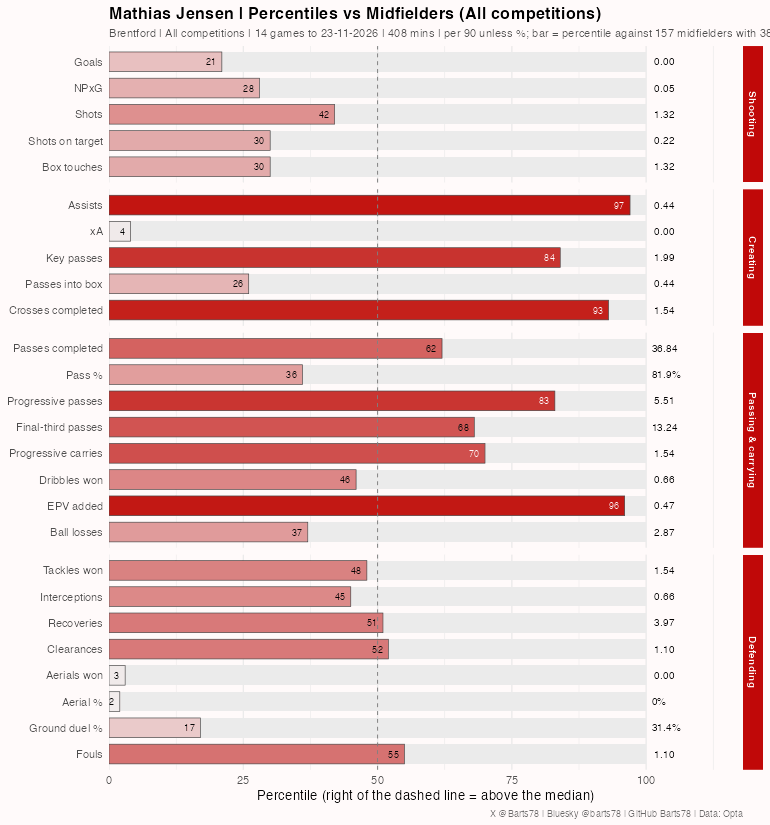 Mathias Jensen | Percentiles vs Midfielders (All competitions)
Brentford | All competitions | 14 games to 23-11-2026 | 408 mins | per 90 unless %; bar = percentile against 157 midfielders with 38
Goals 21 0.00
NPxG 28 0.05
Shots 42 1.32
Shots on target 30 0.22
Box touches 30 1.32
Shooting
Assists 97 0.44
xA 4 0.00
Key passes 84 1.99
Passes into box 26 0.44
Crosses completed 93 1.54
Creating
Passes completed 62 36.84
Pass % 36 81.9%
Progressive passes 83 5.51
Final-third passes 68 13.24
Progressive carries 70 1.54
Dribbles won 46 0.66
EPV added 96 0.47
Ball losses 37 2.87
Passing & carrying
Tackles won 48 1.54
Interceptions 45 0.66
Recoveries 51 3.97
Clearances 52 1.10
Aerials won 3 0.00
Aerial % 2 0%
Ground duel % 17 31.4%
Fouls 55 1.10
Defending
0 25 50 75 100
Percentile (right of the dashed line = above the median)
X @Barts78 | Bluesky @barts78 | GitHub Barts78 | Data: Opta